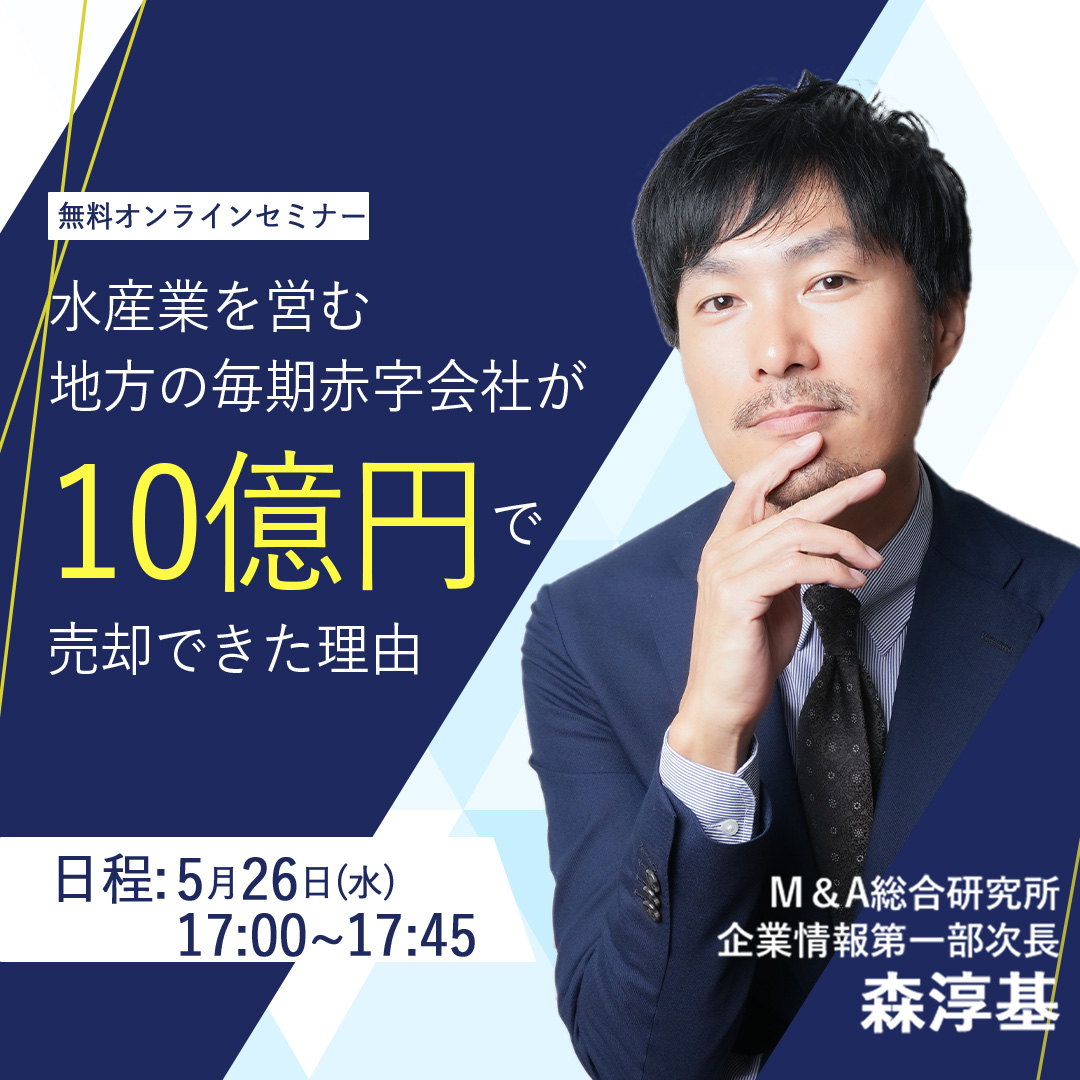 無料オンラインセミナー
水産業を営む
地方の毎期赤字会社が
10億円で
売却できた理由
日程: 5月26日(水)
17:00~17:45
M&A総合研究所
企業情報第一部次長
森淳基